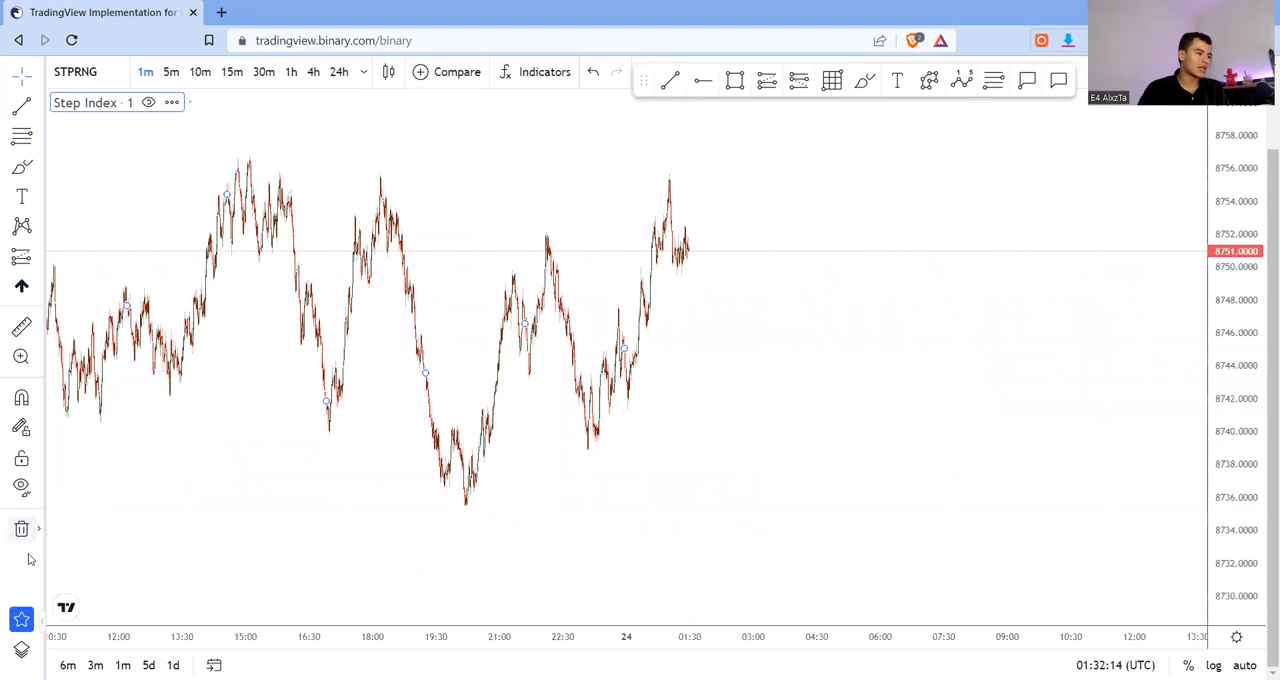 TradingView Implementation for
tradingview.binary.com/binary
2
STPRNG 1m 5m 10m 15m 30m 1h 4h 24h Compare Indicators
Step Index · 1
E4 AlxzTa
8758.0000
8756.0000
8754.0000
8752.0000
8751.0000
8750.0000
8748.0000
8746.0000
8744.0000
8742.0000
8740.0000
8738.0000
8736.0000
8734.0000
8732.0000
8730.0000
0:30 12:00 13:30 15:00 16:30 18:00 19:30 21:00 22:30 24 01:30 03:00 04:30 06:00 07:30 09:00 10:30 12:00 13:30
6m 3m 1m 5d 1d 01:32:14 (UTC) % log auto